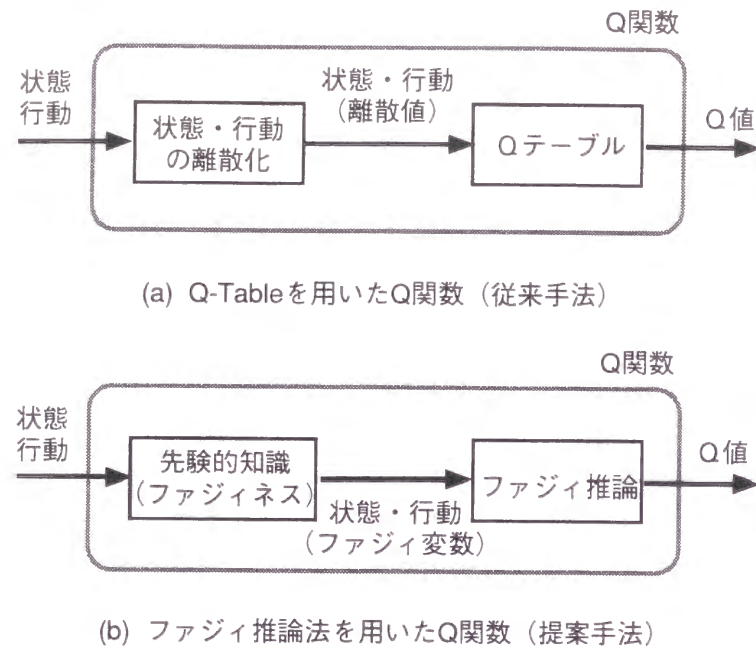 Q関数
状態
行動
状態・行動
の離散化
状態・行動
(離散値)
Qテーブル
Q値
(a) Q-Tableを用いたQ関数（従来手法）
Q関数
状態
行動
先験的知識
(ファジィネス)
状態・行動
(ファジィ変数)
ファジィ推論
Q値
(b) ファジィ推論法を用いたQ関数（提案手法）